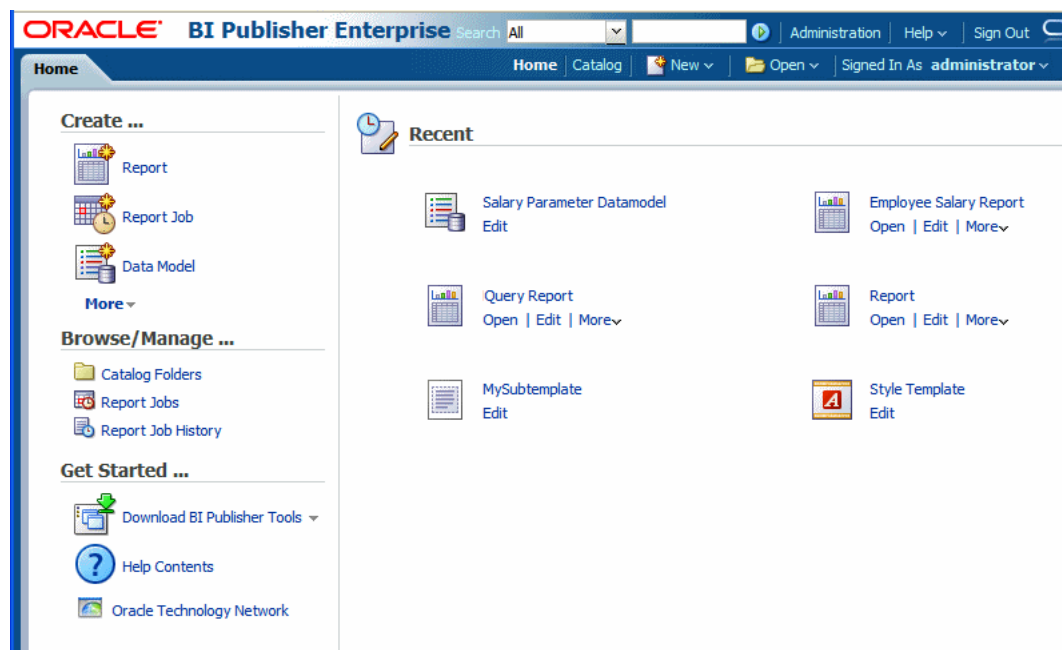 ORACLE BI Publisher Enterprise Search All Administration Help Sign Out
Home Home Catalog New Open Signed In As administrator
Create ...
Report
Report Job
Data Model
More
Browse/Manage ...
Catalog Folders
Report Jobs
Report Job History
Get Started ...
Download BI Publisher Tools
Help Contents
Oracle Technology Network
Recent
Salary Parameter Datamodel
Edit
Employee Salary Report
Open | Edit | More
Query Report
Open | Edit | More
Report
Open | Edit | More
MySubtemplate
Edit
Style Template
Edit